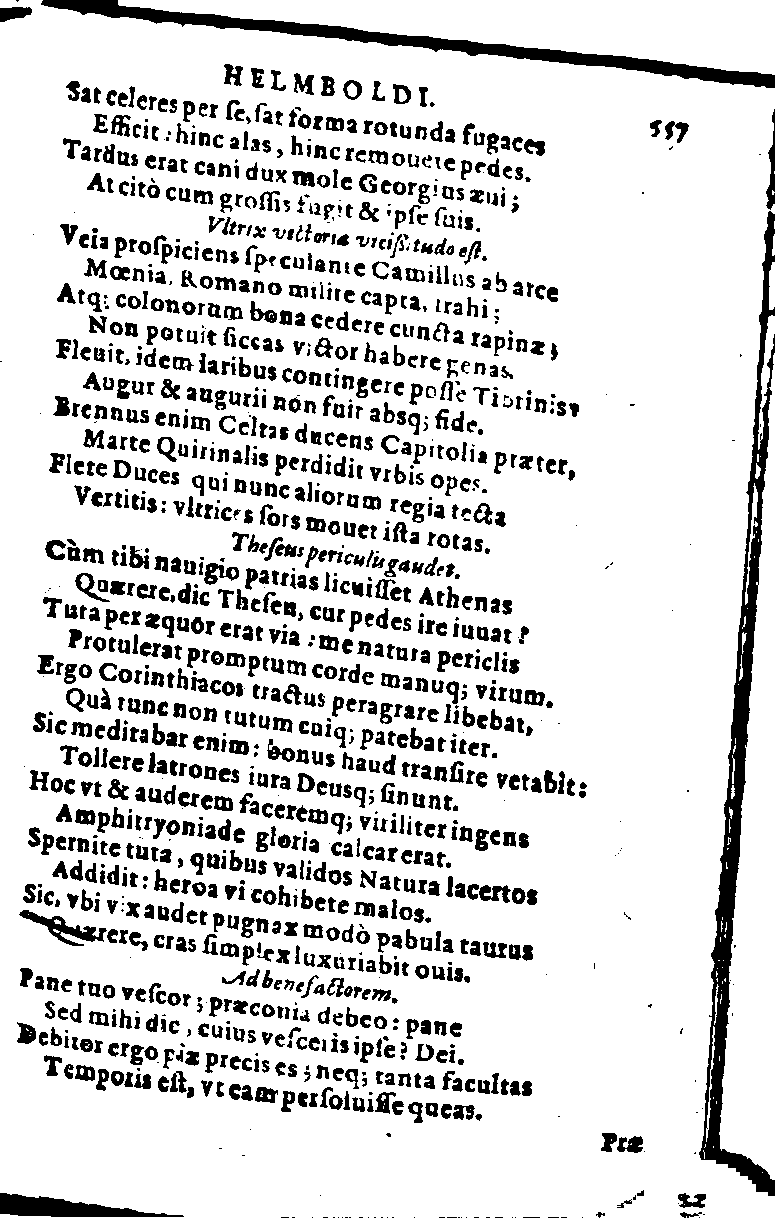 HELMBOLDI.
557
Sat celeres per ſe, ſat forma rotunda fugaces
Efficit: hinc alas, hinc remouete pedes.
Tardus erat cani dux mole Georgius æui;
At citò cum groſſis fugit & ipſe ſuis.
Vltrix victoria viciſſitudo eſt.
Veia proſpiciens ſpeculante Camillus ab arce
Mœnia, Romano milite capta, trahi;
Atq; colonorum bona cedere cuncta rapinæ;
Non potuit ſiccas victor habere genas.
Fleuit, idem laribus contingere poſſe Tibrinis,
Augur & augurii non fuit absq; fide.
Brennus enim Celtas ducens Capitolia præter,
Marte Quirinalis perdidit vrbis opes.
Flete Duces qui nunc aliorum regia tecta
Vertitis: vltrices ſors mouet iſta rotas.
Theſeus periculis gaudet.
Cùm tibi nauigio patrias licuiſſet Athenas
Quærere, dic Theſeu, cur pedes ire iuuat?
Tuta per æquor erat via: me natura periclis
Protulerat promptum corde manuq; virum.
Ergo Corinthiacos tractus peragrare libebat,
Quà tunc non tutum cuiq; patebat iter.
Sic meditabar enim: bonus haud tranſire vetabit:
Tollere latrones iura Deusq; ſinunt.
Hoc vt & auderem faceremq; viriliter ingens
Amphitryoniade gloria calcar erat.
Spernite tuta, quibus validos Natura lacertos
Addidit: heroa vi cohibete malos.
Sic, vbi vix audet pugnax modò pabula taurus
Quærere, cras ſimplex luxuriabit ouis.
Ad benefactorem.
Pane tuo veſcor; præconia debeo: pane
Sed mihi dic, cuius veſceris ipſe? Dei.
Debitor ergo piæ precis es; neq; tanta facultas
Temporis eſt, vt eam perſoluiſſe queas.
Præ